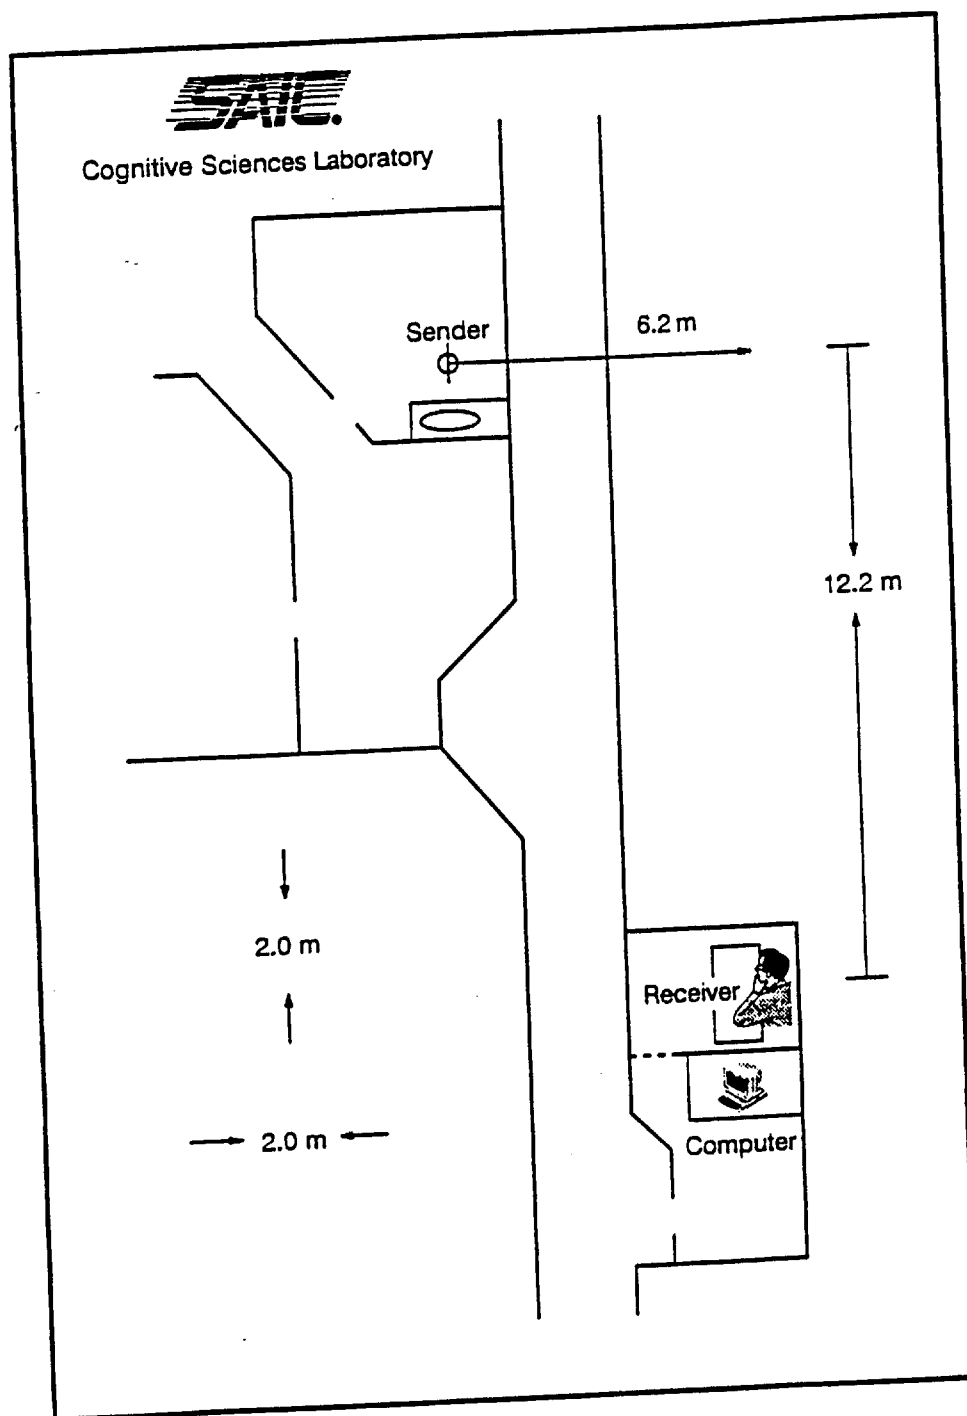 SAIC.
Cognitive Sciences Laboratory
Sender
6.2 m
12.2 m
2.0 m
Receiver
2.0 m
Computer